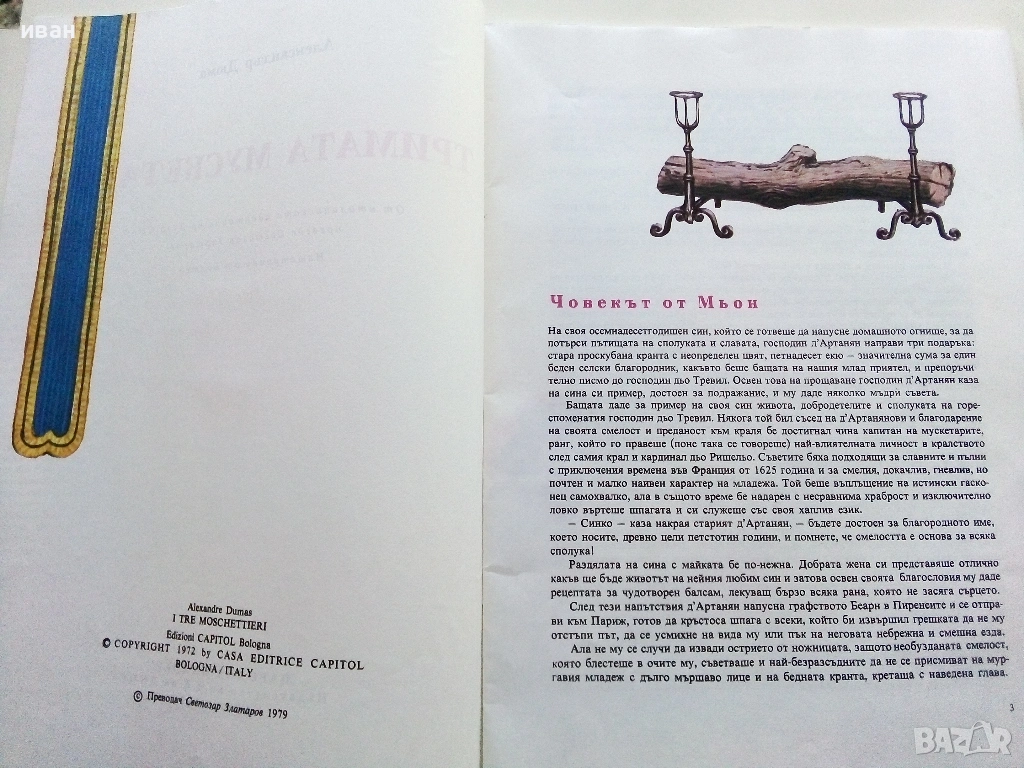 иван
Alexandre Dumas
I TRE MOSCHETTIERI
Edizioni CAPITOL Bologna
© COPYRIGHT 1972 by CASA EDITRICE CAPITOL
BOLOGNA/ITALY
© Преводач Светозар Златаров 1979
Човекът от Мьон
На своя осемнадесетгодишен син, който се готвеше да напусне домашното огнище, за да
потърси пътищата на сполуката и славата, господин д’Артанян направи три подаръка:
стара проскубана кранта с неопределен цвят, петнадесет екю — значителна сума за един
беден селски благородник, какъвто беше бащата на нашия млад приятел, и препоръчи
телно писмо до господин дьо Тревил. Освен това на прощаване господин д’Артанян каза
на сина си пример, достоен за подражание, и му даде няколко мъдри съвета.
Бащата даде за пример на своя син живота, добродетелите и сполуката на горе-
споменатия господин дьо Тревил. Някога той бил съсед на д’Артанянови и благодарение
на своята смелост и преданост към краля бе достигнал чина капитан на мускетарите,
ранг, който го правеше (поне така се говореше) най-влиятелната личност в кралството
след самия крал и кардинал дьо Ришельо. Съветите бяха подходящи за славните и пълни
с приключения времена във Франция от 1625 година и за смелия, докачлив, гневлив, но
почтен и малко наивен характер на младежа. Той беше въплъщение на истински гаско-
нец самохвалко, ала в същото време бе надарен с несравнима храброст и изключително
ловко въртеше шпагата и си служеше със своя хаплив език.
— Синко — каза накрая старият д’Артанян, — бъдете достоен за благородното име,
което носите, древно цели петстотин години, и помнете, че смелостта е основа за всяка
сполука!
Раздялата на сина с майката бе по-нежна. Добрата жена си представяше отлично
какъв ще бъде животът на нейния любим син и затова освен своята благословия му даде
рецептата за чудотворен балсам, лекуващ бързо всяка рана, която не засяга сърцето.
След тези напътствия д’Артанян напусна графството Беарн в Пиренеите и се отпра-
ви към Париж, готов да кръстоса шпага с всеки, който би извършил грешката да не му
отстъпи път, да се усмихне на вида му или пък на неговата небрежна и смешна езда.
Ала не му се случи да извади острието от ножницата, защото необузданата смелост,
която блестеше в очите му, съветваше и най-безразсъдните да не се присмиват на мур-
гавия младеж с дълго мършаво лице и на бедната кранта, кретаща с наведена глава.
3
BAZAR